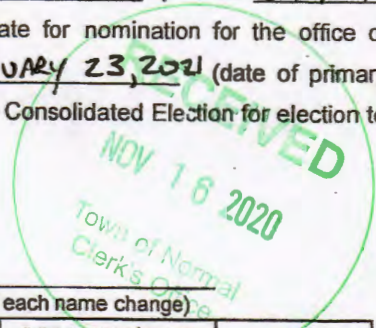 ate for nomination for the office o
UARY 23, 2021 (date of primar
Consolidated Election for election to
RECEIVED
NOV 16 2020
Town of Normal
Clerk's Office
each name change)